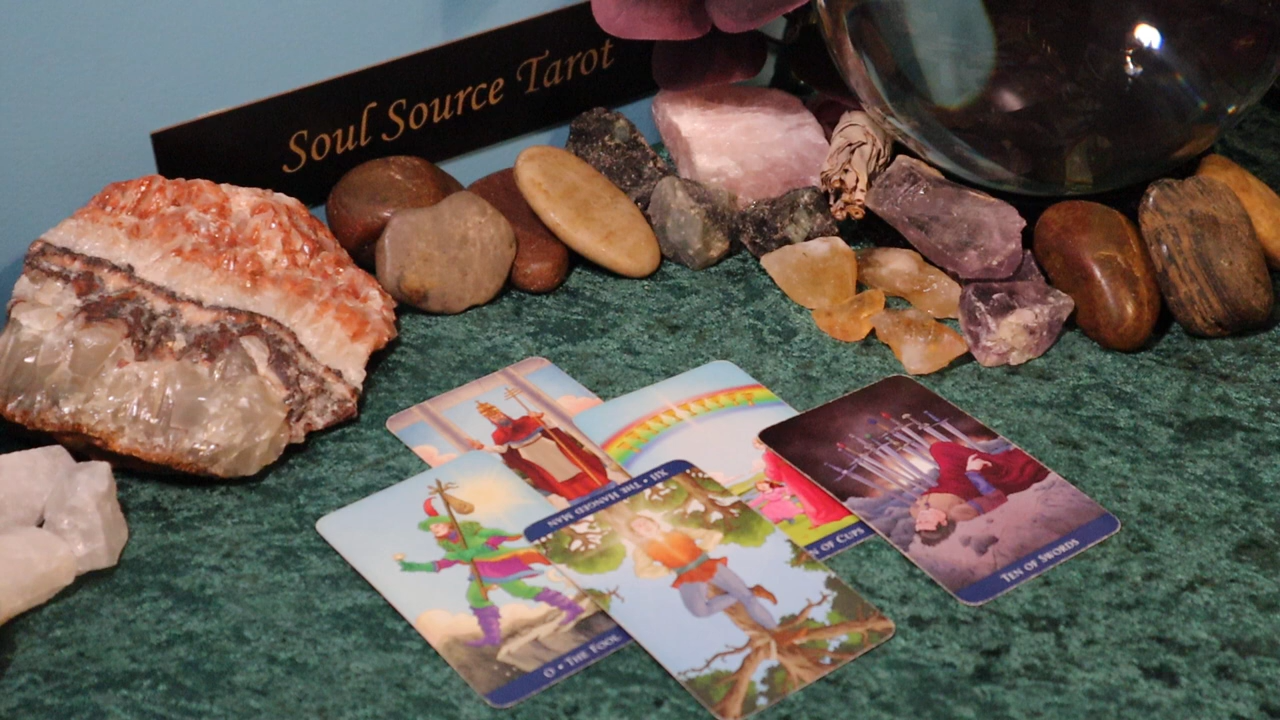 Soul Source Tarot
XII • THE HANGED MAN
N OF CUPS
TEN OF SWORDS
0 • THE FOOL